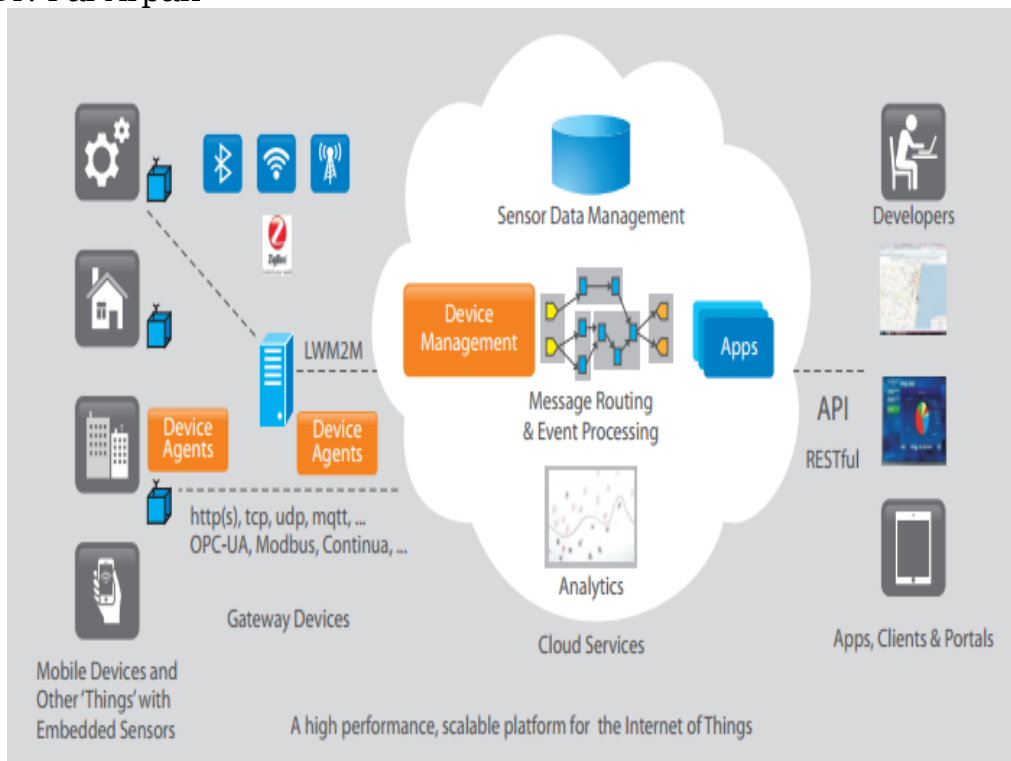 Sensor Data Management
Developers
ZigBee
Device
Management
LWM2M
Apps
Message Routing
& Event Processing
API
RESTful
Device
Agents
Device
Agents
http(s), tcp, udp, mqtt, ...
OPC-UA, Modbus, Continua, ...
Analytics
Gateway Devices
Cloud Services
Apps, Clients & Portals
Mobile Devices and
Other 'Things' with
Embedded Sensors
A high performance, scalable platform for the Internet of Things